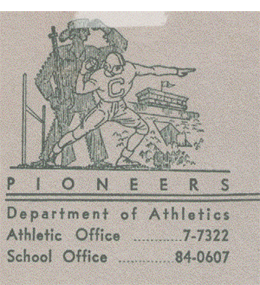 C
PIONEERS
Department of Athletics
Athletic Office ..............7-7322
School Office ............84-0607